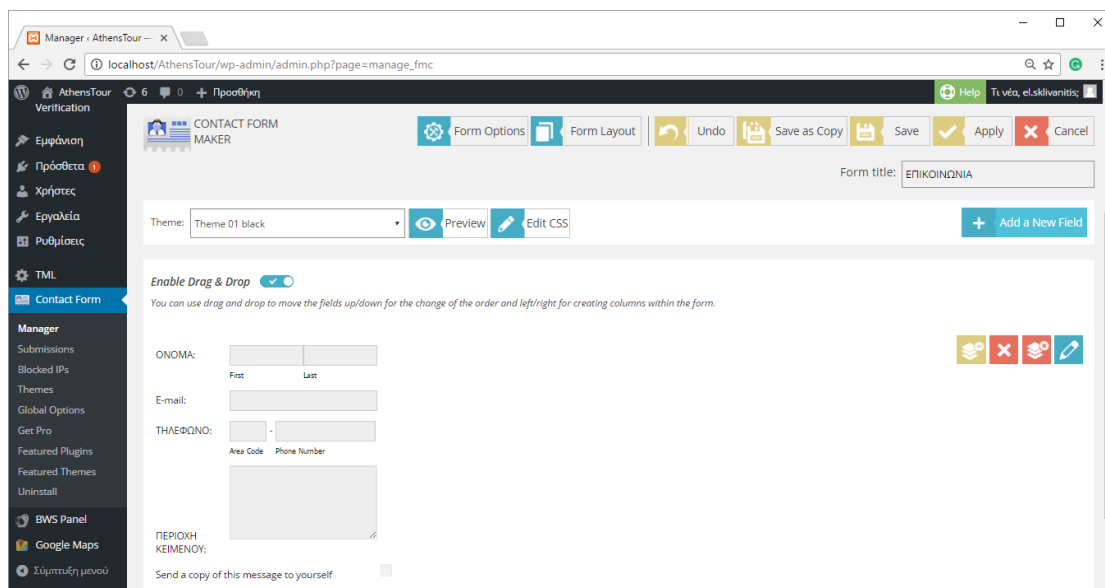 Manager ‹ AthensTour —
localhost/AthensTour/wp-admin/admin.php?page=manage_fmc
AthensTour 6 0 + Προσθήκη Help Τι νέα, el.sklivanitis;
Verification
Εμφάνιση
Πρόσθετα 1
Χρήστες
Εργαλεία
Ρυθμίσεις
TML
Contact Form
Manager
Submissions
Blocked IPs
Themes
Global Options
Get Pro
Featured Plugins
Featured Themes
Uninstall
BWS Panel
Google Maps
Σύμπτυξη μενού
CONTACT FORM
MAKER
Form Options Form Layout Undo Save as Copy Save Apply Cancel
Form title: ΕΠΙΚΟΙΝΩΝΙΑ
Theme: Theme 01 black Preview Edit CSS + Add a New Field
Enable Drag & Drop
You can use drag and drop to move the fields up/down for the change of the order and left/right for creating columns within the form.
ΟΝΟΜΑ:
First Last
E-mail:
ΤΗΛΕΦΩΝΟ: -
Area Code Phone Number
ΠΕΡΙΟΧΗ
ΚΕΙΜΕΝΟΥ:
Send a copy of this message to yourself